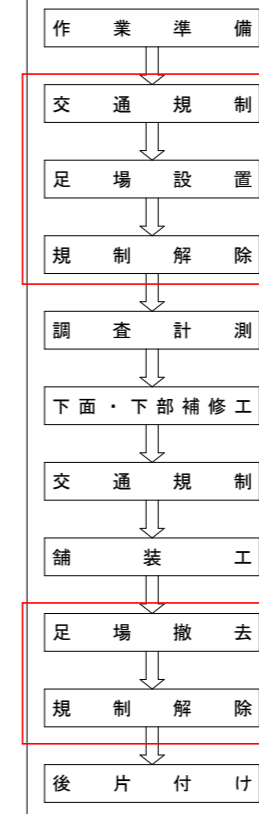 作業準備
交通規制
足場設置
規制解除
調査計測
下面・下部補修工
交通規制
舗装工
足場撤去
規制解除
後片付け